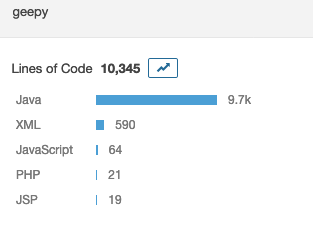 geepy
Lines of Code 10,345
Java 9.7k
XML 590
JavaScript 64
PHP 21
JSP 19